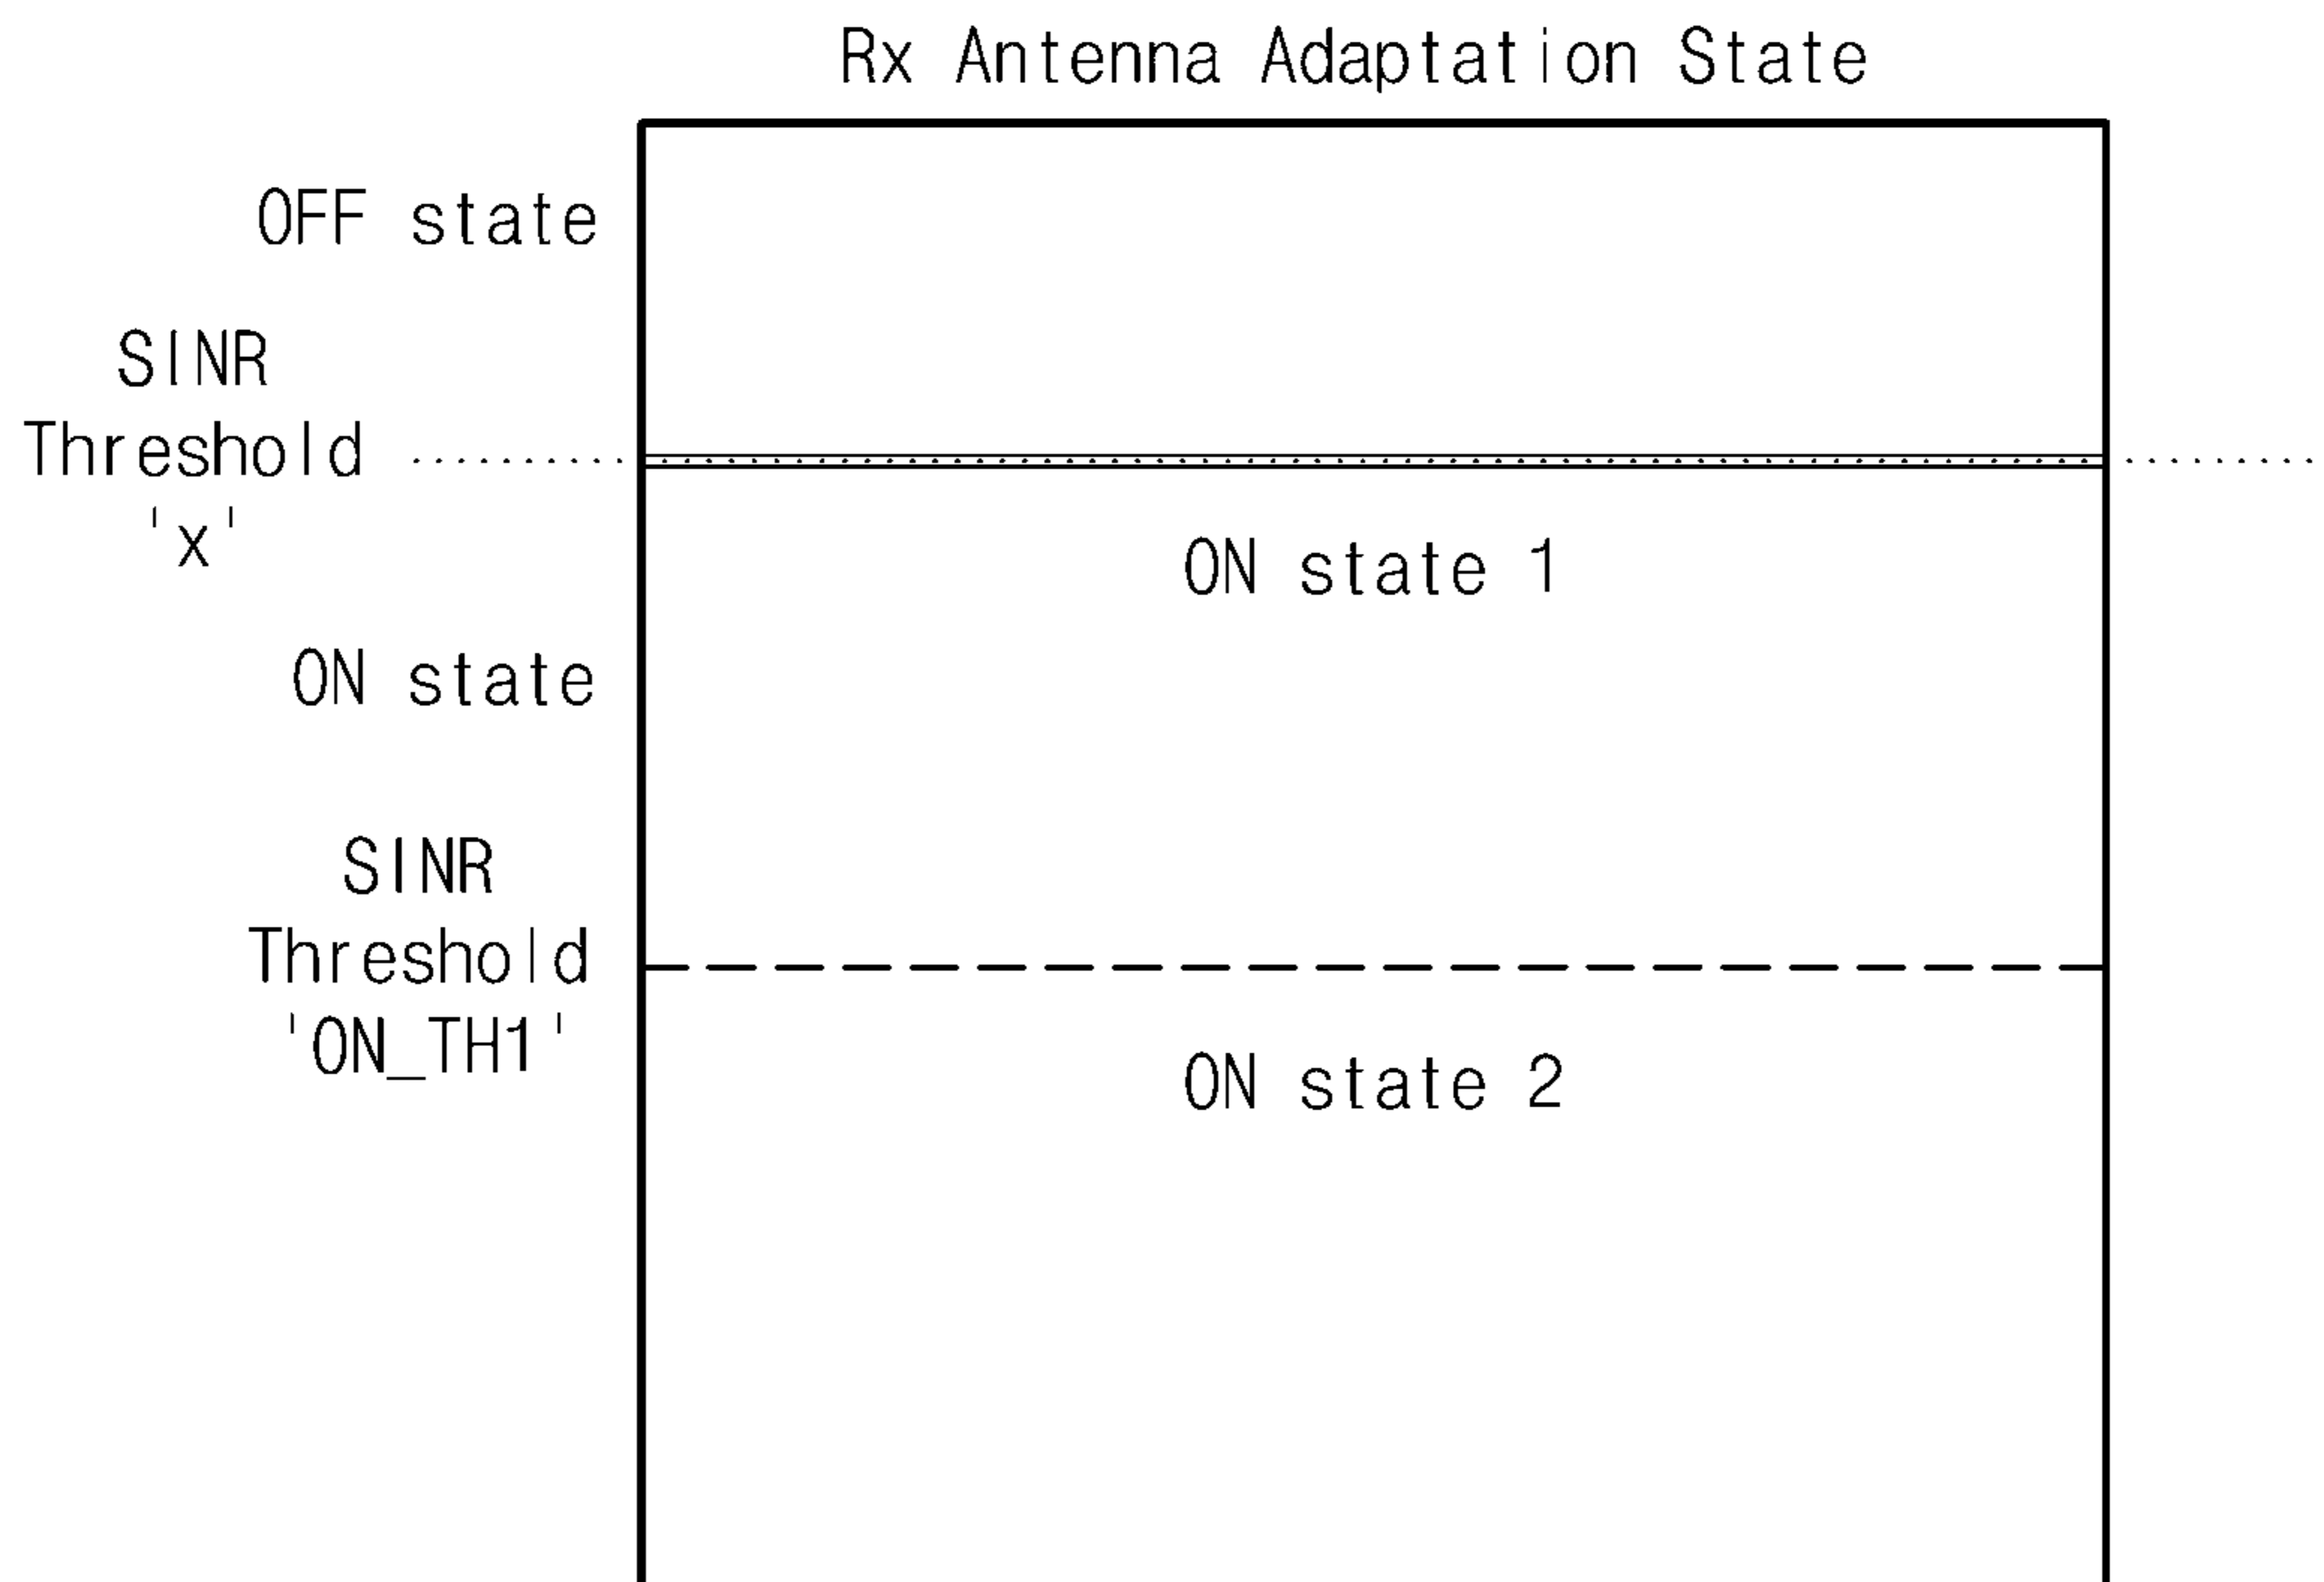 Rx Antenna Adaptation State
OFF state
SINR
Threshold
'x'
ON state 1
ON state
SINR
Threshold
'ON_TH1'
ON state 2